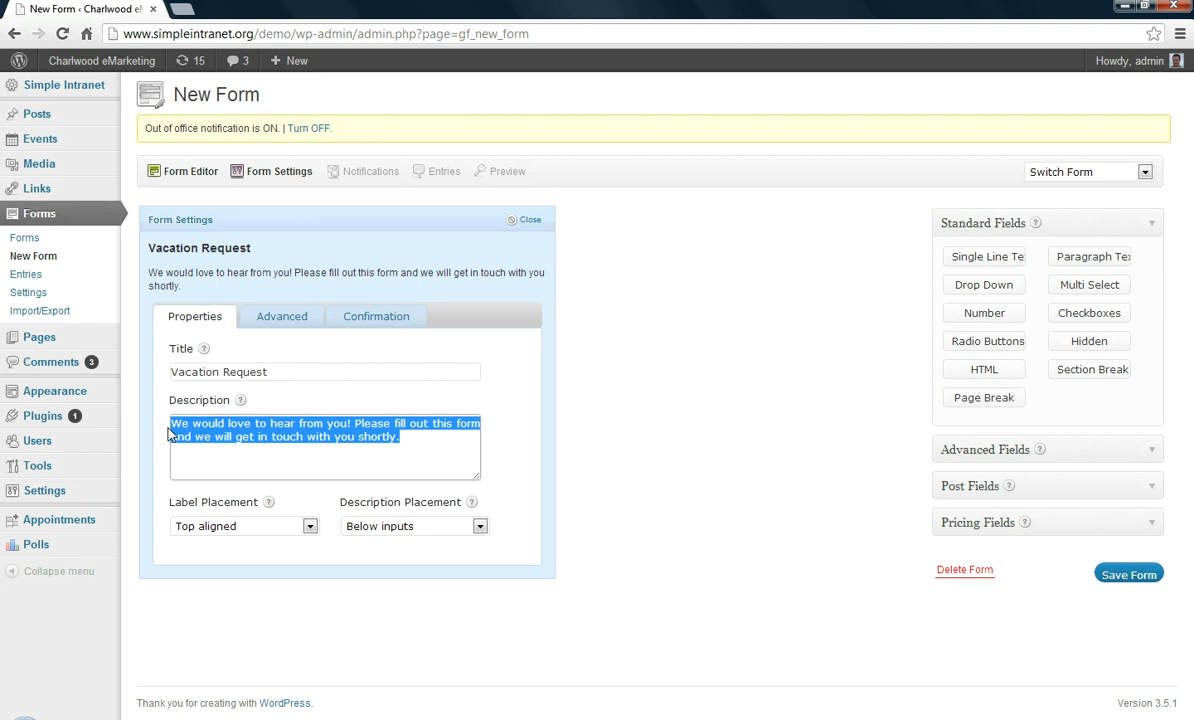 New Form ‹ Charlwood eM
www.simpleintranet.org/demo/wp-admin/admin.php?page=gf_new_form
Charlwood eMarketing 15 3 + New Howdy, admin
Simple Intranet
Posts
Events
Media
Links
Forms
Forms
New Form
Entries
Settings
Import/Export
Pages
Comments 3
Appearance
Plugins 1
Users
Tools
Settings
Appointments
Polls
Collapse menu
New Form
Out of office notification is ON. | Turn OFF.
Form Editor Form Settings Notifications Entries Preview Switch Form
Form Settings Close
Vacation Request
We would love to hear from you! Please fill out this form and we will get in touch with you
shortly.
Properties Advanced Confirmation
Title ?
Vacation Request
Description ?
We would love to hear from you! Please fill out this form
and we will get in touch with you shortly.
Label Placement ? Description Placement ?
Top aligned Below inputs
Standard Fields ?
Single Line Te Paragraph Tex
Drop Down Multi Select
Number Checkboxes
Radio Buttons Hidden
HTML Section Break
Page Break
Advanced Fields ?
Post Fields ?
Pricing Fields ?
Delete Form Save Form
Thank you for creating with WordPress. Version 3.5.1